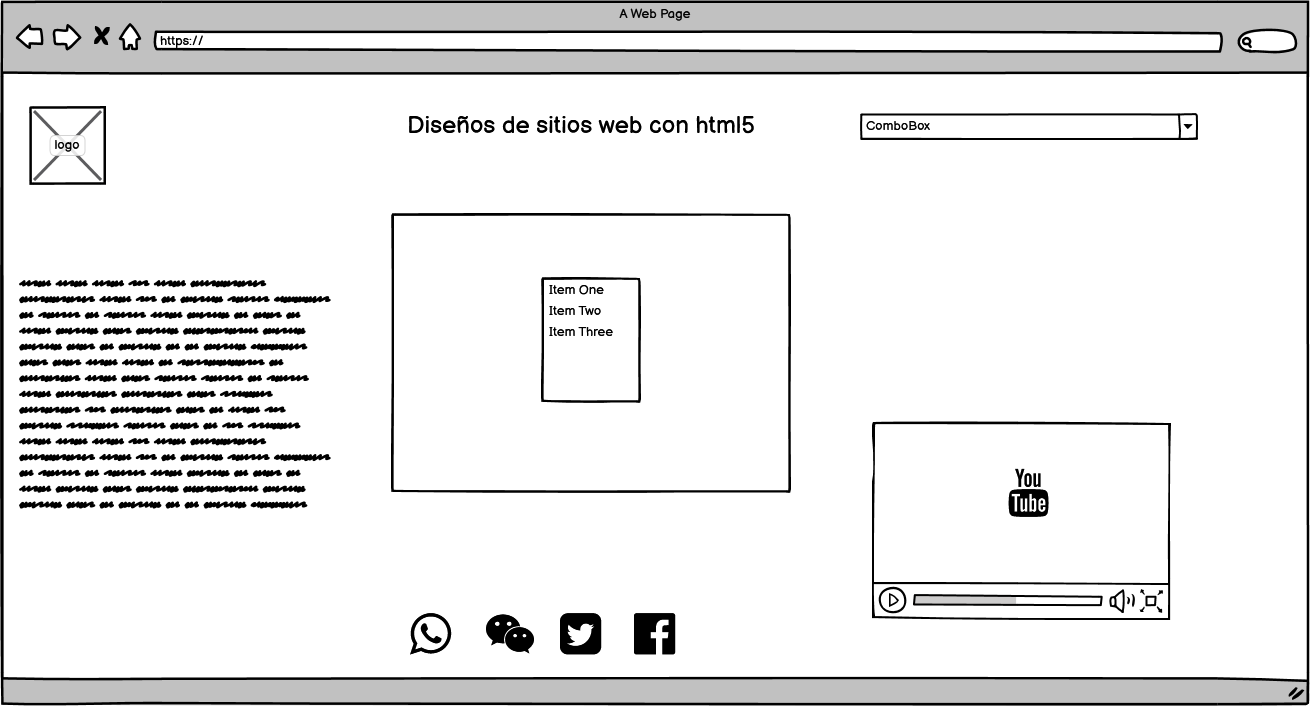 A Web Page
https://
logo
Diseños de sitios web con html5
ComboBox
Item One
Item Two
Item Three
You
Tube